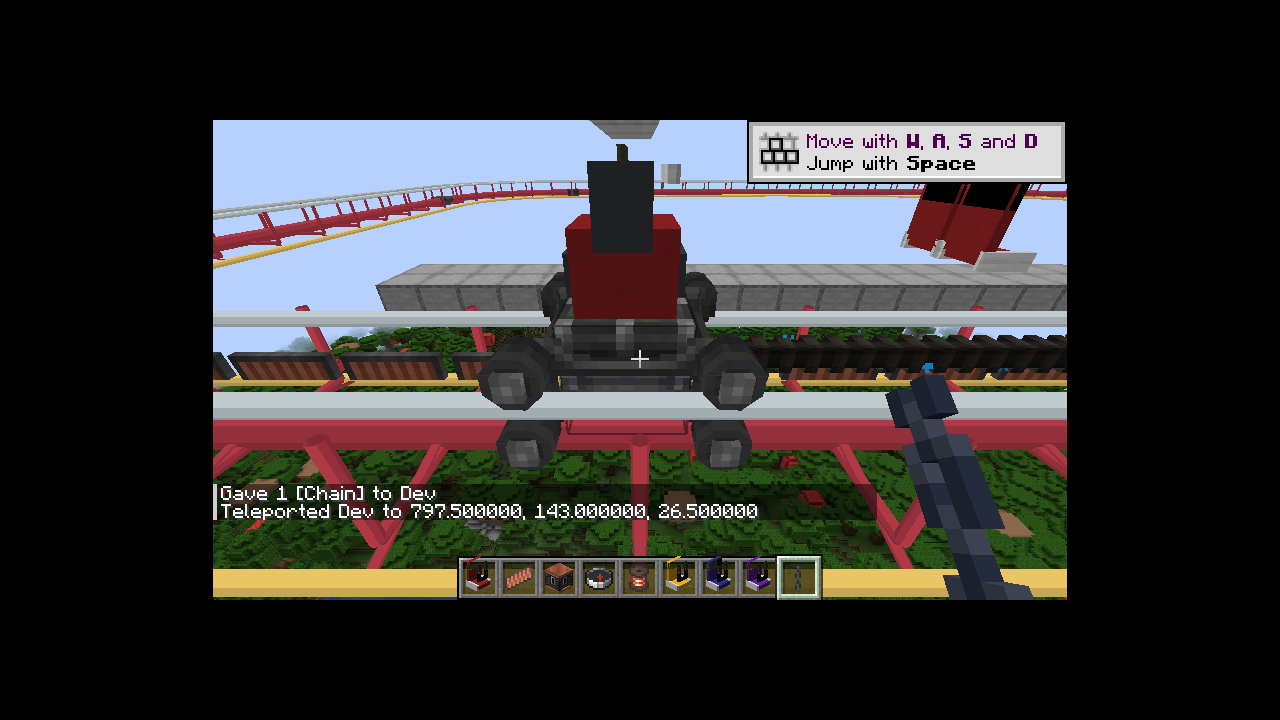 Move with W, A, S and D
Jump with Space
Gave 1 [Chain] to Dev
Teleported Dev to 797.500000, 143.000000, 26.500000